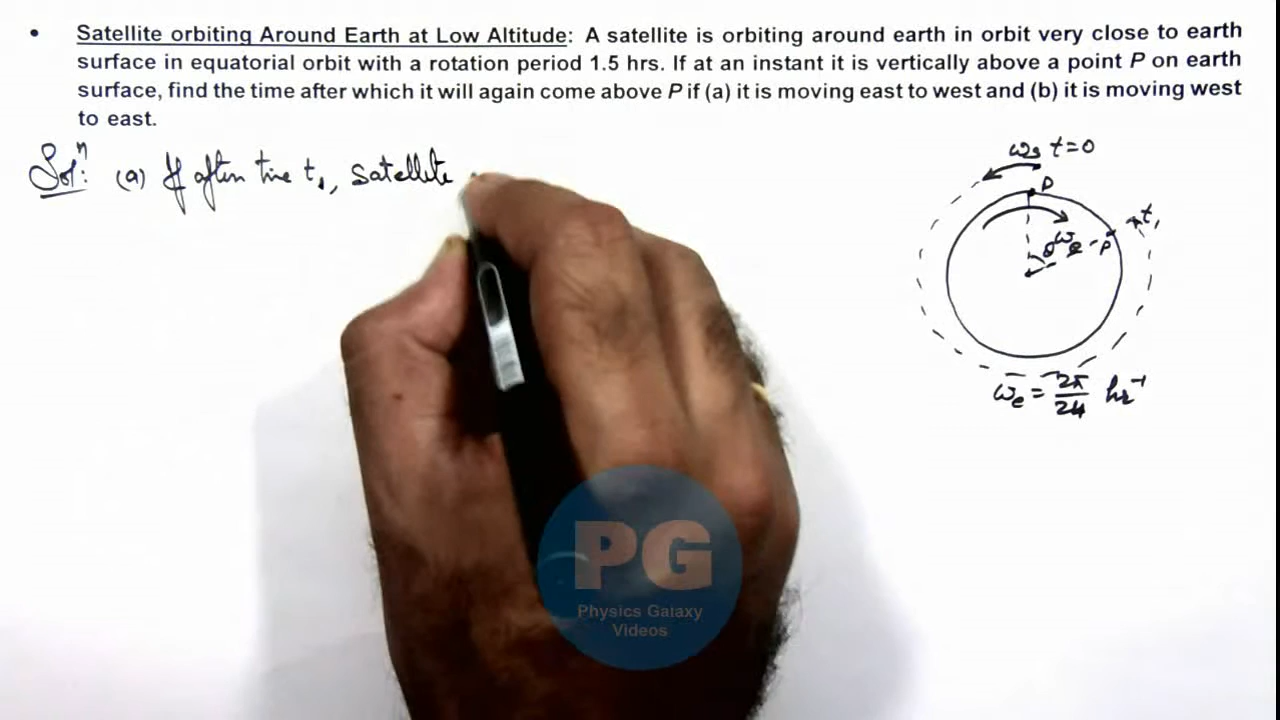 • Satellite orbiting Around Earth at Low Altitude: A satellite is orbiting around earth in orbit very close to earth
surface in equatorial orbit with a rotation period 1.5 hrs. If at an instant it is vertically above a point P on earth
surface, find the time after which it will again come above P if (a) it is moving east to west and (b) it is moving west
to east.
Solⁿ: (a) If after time t₁, satellite
ωs t=0
P
t₁
θ ωe P
ωe = 2π/24 hr⁻¹
PG
Physics Galaxy
Videos